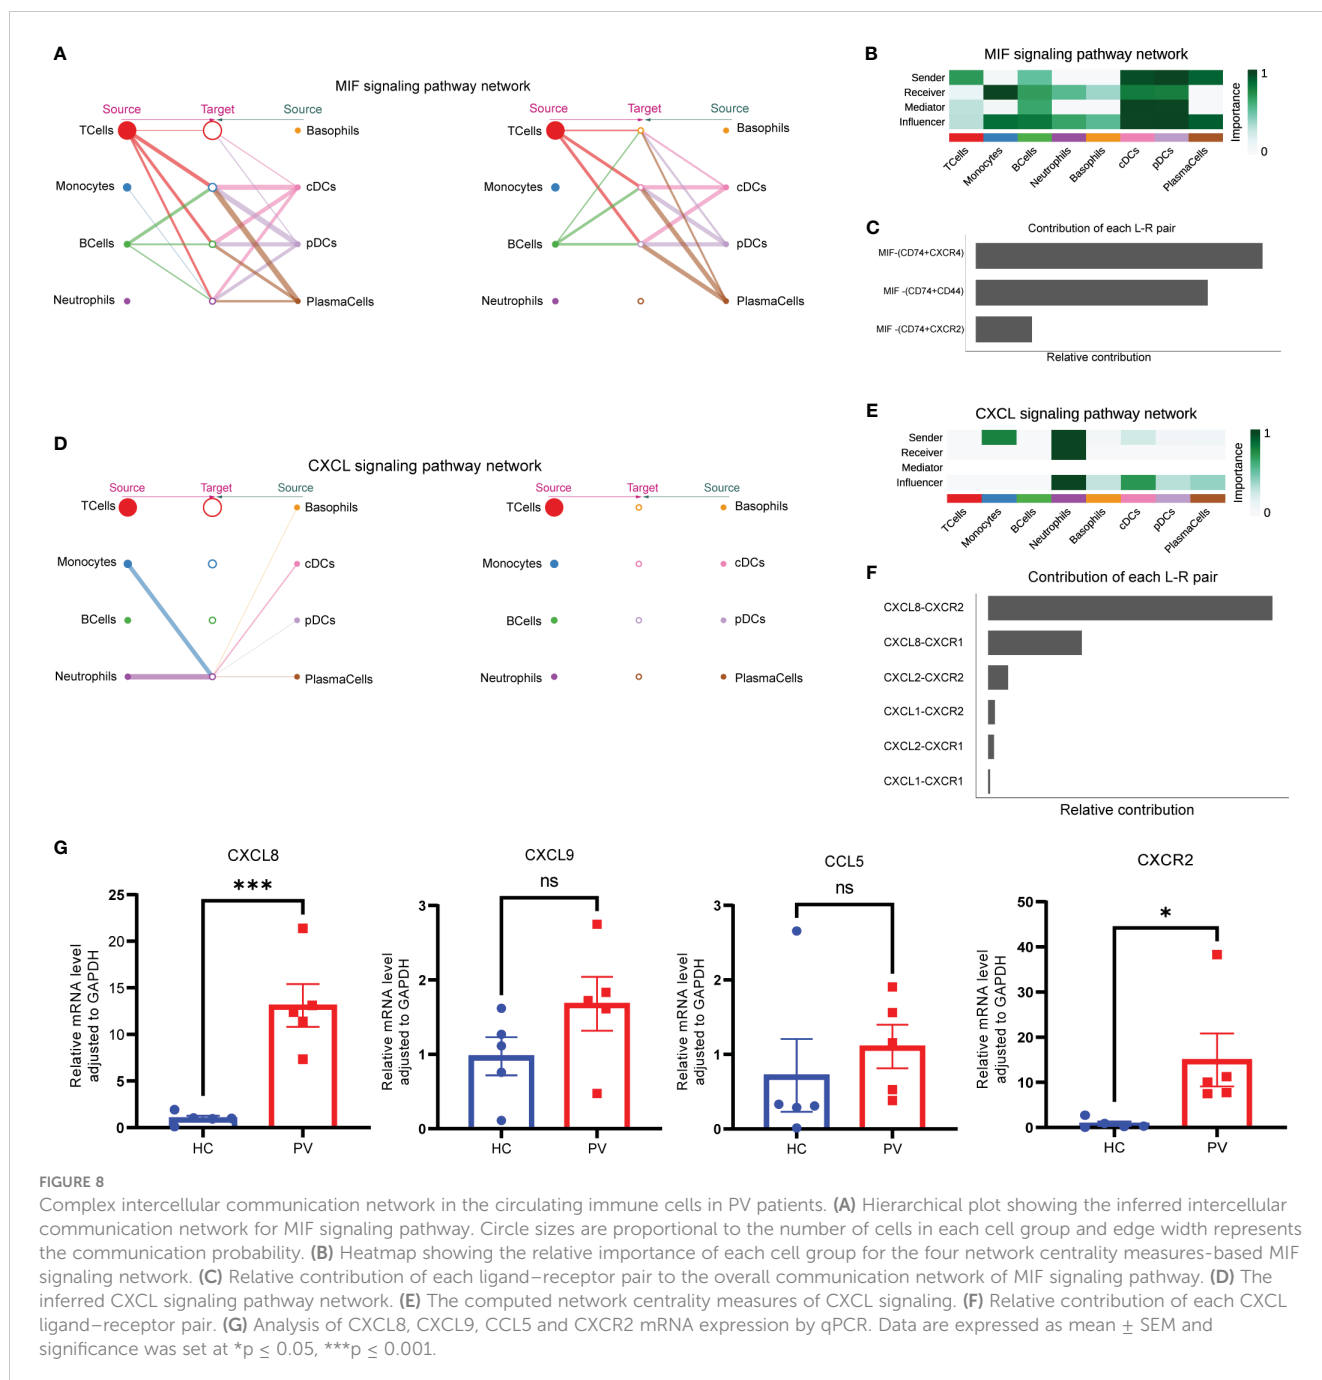 A
MIF signaling pathway network
Source Target Source
TCells
Monocytes
BCells
Neutrophils
Basophils
cDCs
pDCs
PlasmaCells
Source Target Source
TCells
Monocytes
BCells
Neutrophils
Basophils
cDCs
pDCs
PlasmaCells
B
MIF signaling pathway network
Sender
Receiver
Mediator
Influencer
TCells
Monocytes
BCells
Neutrophils
Basophils
cDCs
pDCs
PlasmaCells
Importance
1
0
C
Contribution of each L-R pair
MIF-(CD74+CXCR4)
MIF -(CD74+CD44)
MIF -(CD74+CXCR2)
Relative contribution
D
CXCL signaling pathway network
Source Target Source
TCells
Monocytes
BCells
Neutrophils
Basophils
cDCs
pDCs
PlasmaCells
Source Target Source
TCells
Monocytes
BCells
Neutrophils
Basophils
cDCs
pDCs
PlasmaCells
E
CXCL signaling pathway network
Sender
Receiver
Mediator
Influencer
TCells
Monocytes
BCells
Neutrophils
Basophils
cDCs
pDCs
PlasmaCells
Importance
1
0
F
Contribution of each L-R pair
CXCL8-CXCR2
CXCL8-CXCR1
CXCL2-CXCR2
CXCL1-CXCR2
CXCL2-CXCR1
CXCL1-CXCR1
Relative contribution
G
CXCL8
***
Relative mRNA level
adjusted to GAPDH
25
20
15
10
5
0
HC PV
CXCL9
ns
Relative mRNA level
adjusted to GAPDH
3
2
1
0
HC PV
CCL5
ns
Relative mRNA level
adjusted to GAPDH
3
2
1
0
HC PV
CXCR2
*
Relative mRNA level
adjusted to GAPDH
50
40
30
20
10
0
HC PV
FIGURE 8
Complex intercellular communication network in the circulating immune cells in PV patients. (A) Hierarchical plot showing the inferred intercellular
communication network for MIF signaling pathway. Circle sizes are proportional to the number of cells in each cell group and edge width represents
the communication probability. (B) Heatmap showing the relative importance of each cell group for the four network centrality measures-based MIF
signaling network. (C) Relative contribution of each ligand–receptor pair to the overall communication network of MIF signaling pathway. (D) The
inferred CXCL signaling pathway network. (E) The computed network centrality measures of CXCL signaling. (F) Relative contribution of each CXCL
ligand–receptor pair. (G) Analysis of CXCL8, CXCL9, CCL5 and CXCR2 mRNA expression by qPCR. Data are expressed as mean ± SEM and
significance was set at *p ≤ 0.05, ***p ≤ 0.001.